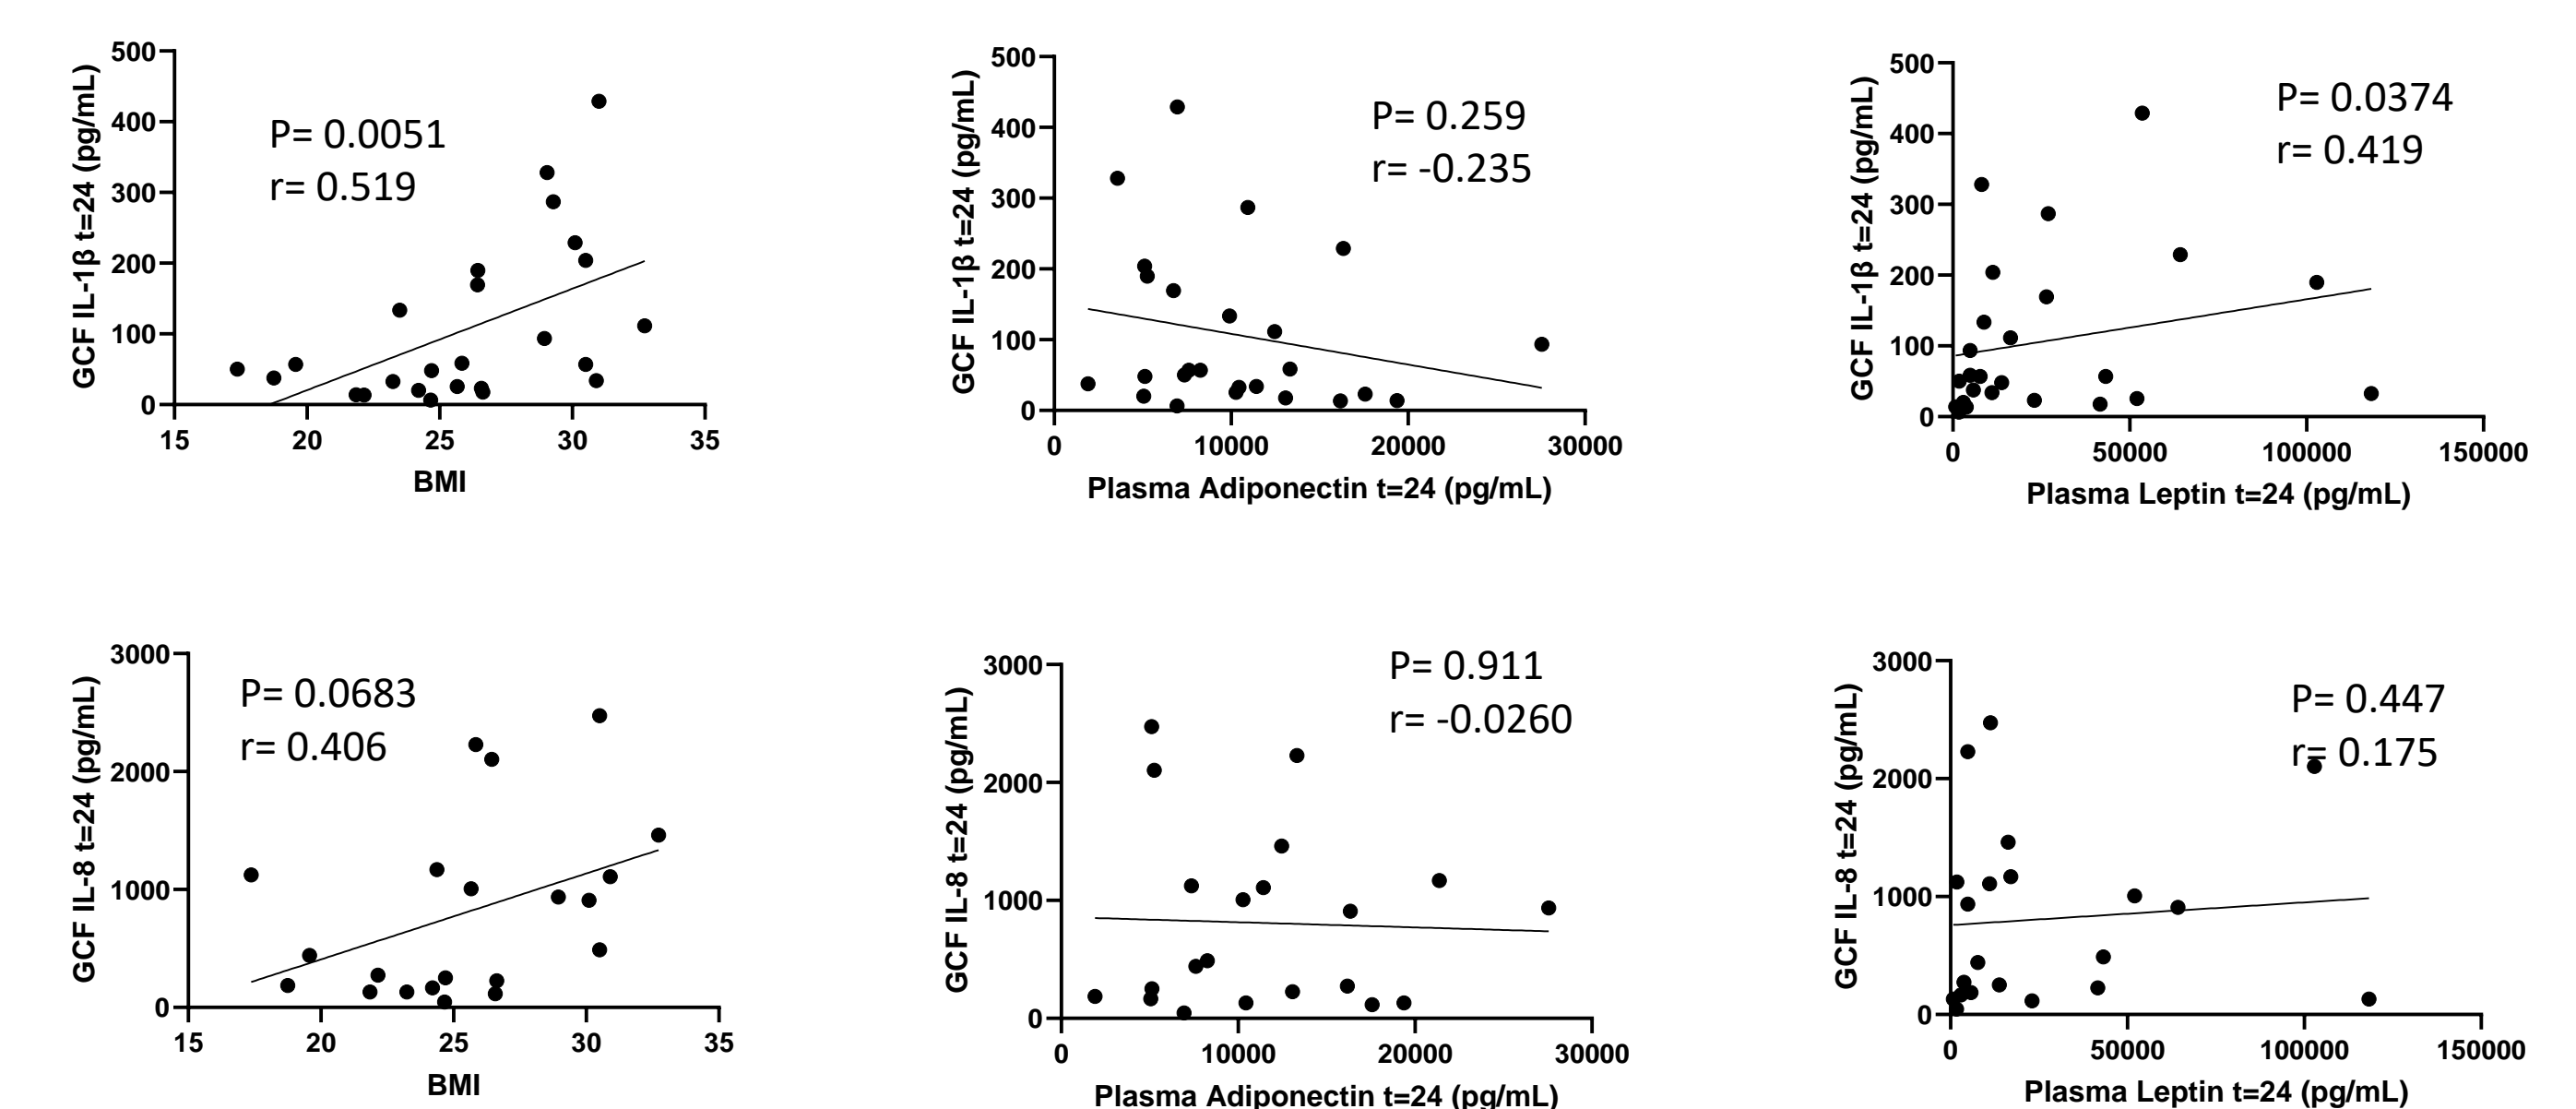 GCF IL-1β t=24 (pg/mL)
500
400
300
200
100
0
P= 0.0051
r= 0.519
15 20 25 30 35
BMI
GCF IL-1β t=24 (pg/mL)
500
400
300
200
100
0
P= 0.259
r= -0.235
0 10000 20000 30000
Plasma Adiponectin t=24 (pg/mL)
GCF IL-1β t=24 (pg/mL)
500
400
300
200
100
0
P= 0.0374
r= 0.419
0 50000 100000 150000
Plasma Leptin t=24 (pg/mL)
GCF IL-8 t=24 (pg/mL)
3000
2000
1000
0
P= 0.0683
r= 0.406
15 20 25 30 35
BMI
GCF IL-8 t=24 (pg/mL)
3000
2000
1000
0
P= 0.911
r= -0.0260
0 10000 20000 30000
Plasma Adiponectin t=24 (pg/mL)
GCF IL-8 t=24 (pg/mL)
3000
2000
1000
0
P= 0.447
r= 0.175
0 50000 100000 150000
Plasma Leptin t=24 (pg/mL)